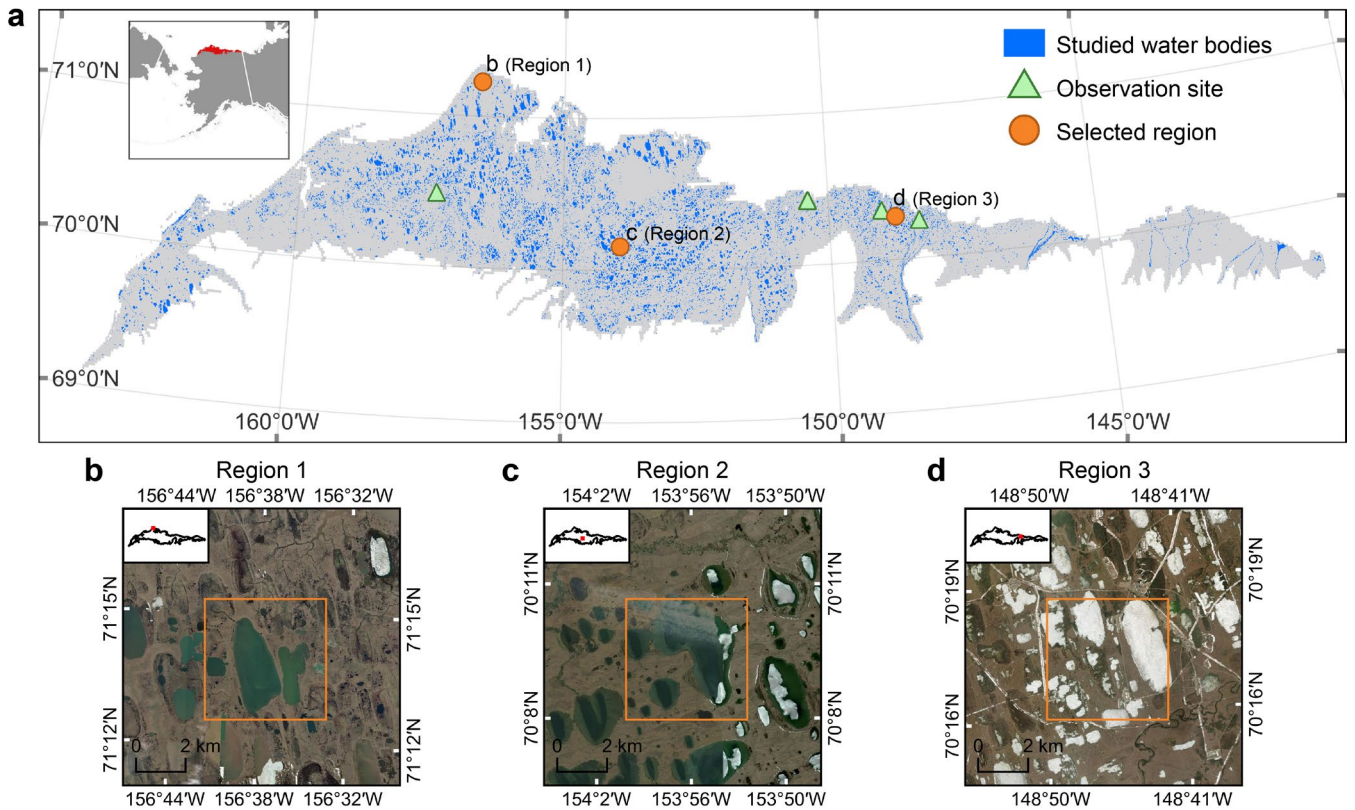 a
71°0′N
70°0′N
69°0′N
160°0′W
155°0′W
150°0′W
145°0′W
b (Region 1)
c (Region 2)
d (Region 3)
Studied water bodies
Observation site
Selected region
b
Region 1
156°44′W 156°38′W 156°32′W
71°15′N
71°12′N
71°15′N
71°12′N
0 2 km
156°44′W 156°38′W 156°32′W
c
Region 2
154°2′W 153°56′W 153°50′W
70°11′N
70°8′N
70°11′N
70°8′N
0 2 km
154°2′W 153°56′W 153°50′W
d
Region 3
148°50′W 148°41′W
70°19′N
70°16′N
70°19′N
70°16′N
0 2 km
148°50′W 148°41′W